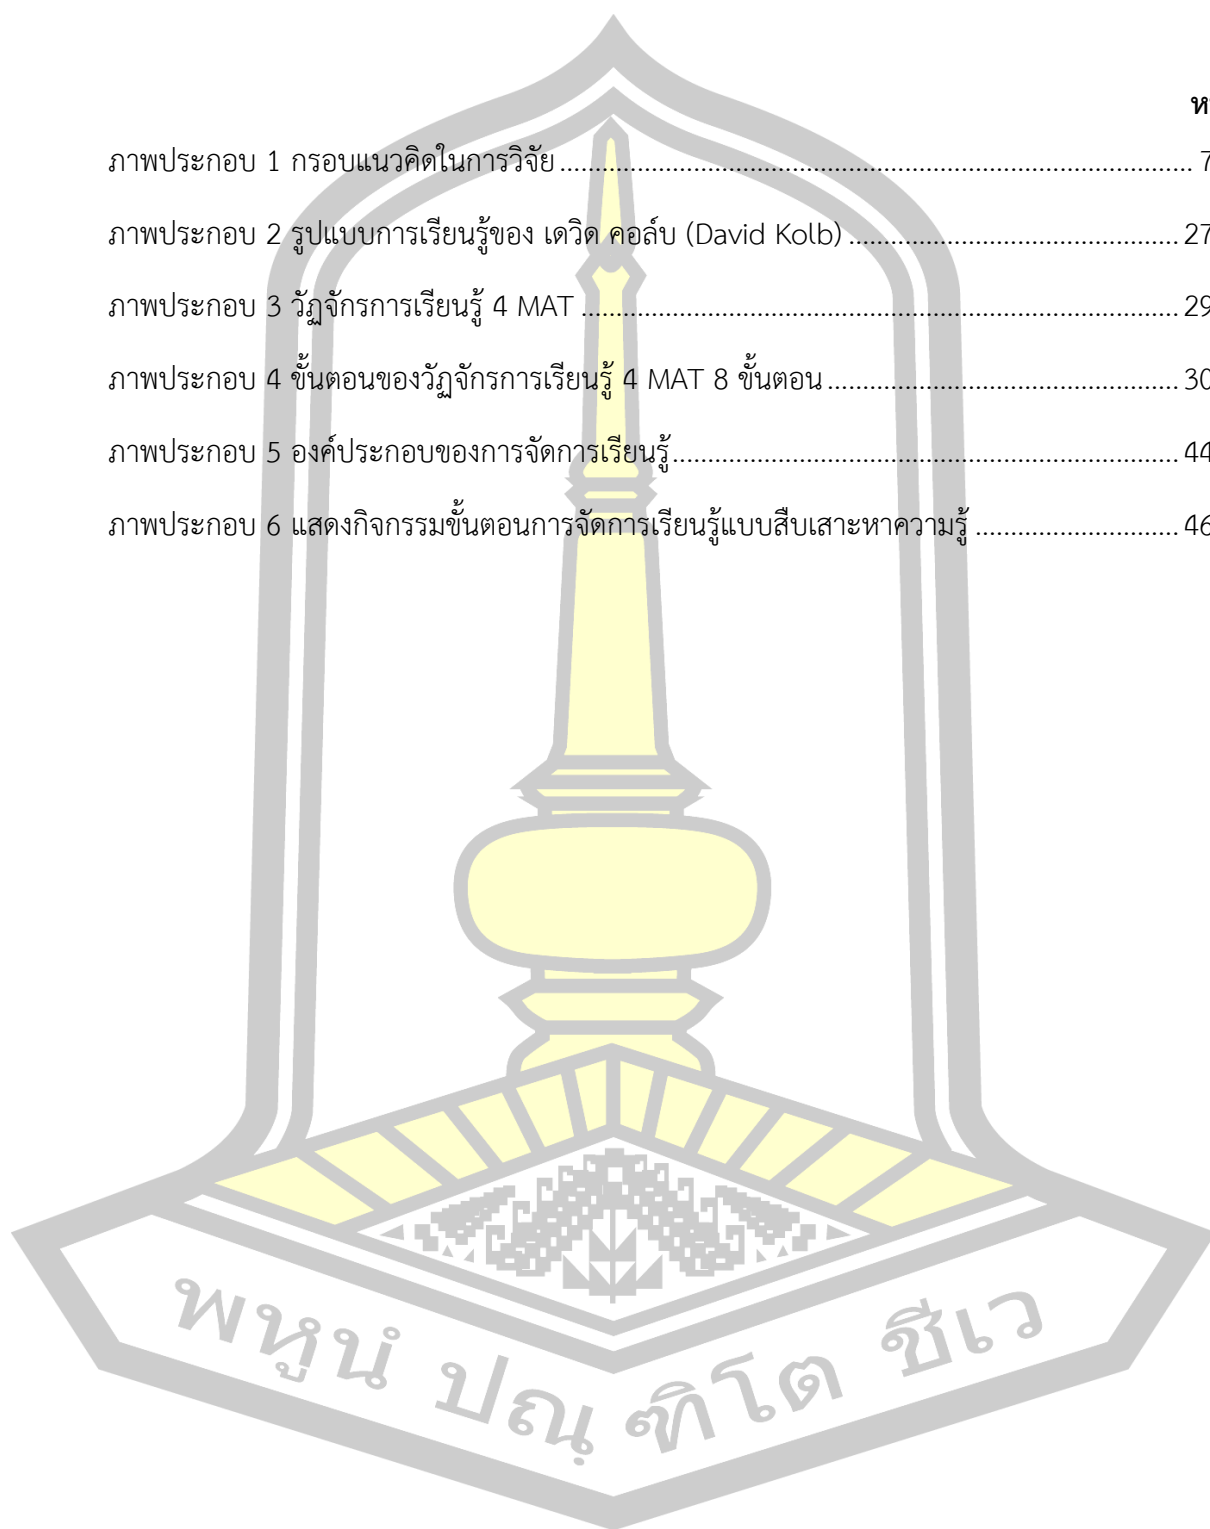 ห
ภาพประกอบ 1 กรอบแนวคิดในการวิจัย ........................................................................................ 7
ภาพประกอบ 2 รูปแบบการเรียนรู้ของ เดวิด คอล์บ (David Kolb) .............................................. 27
ภาพประกอบ 3 วัฏจักรการเรียนรู้ 4 MAT ................................................................................... 29
ภาพประกอบ 4 ขั้นตอนของวัฏจักรการเรียนรู้ 4 MAT 8 ขั้นตอน ................................................. 30
ภาพประกอบ 5 องค์ประกอบของการจัดการเรียนรู้ ...................................................................... 44
ภาพประกอบ 6 แสดงกิจกรรมขั้นตอนการจัดการเรียนรู้แบบสืบเสาะหาความรู้ ............................ 46
พหูนํ ปณฺฑิโต ชีเว